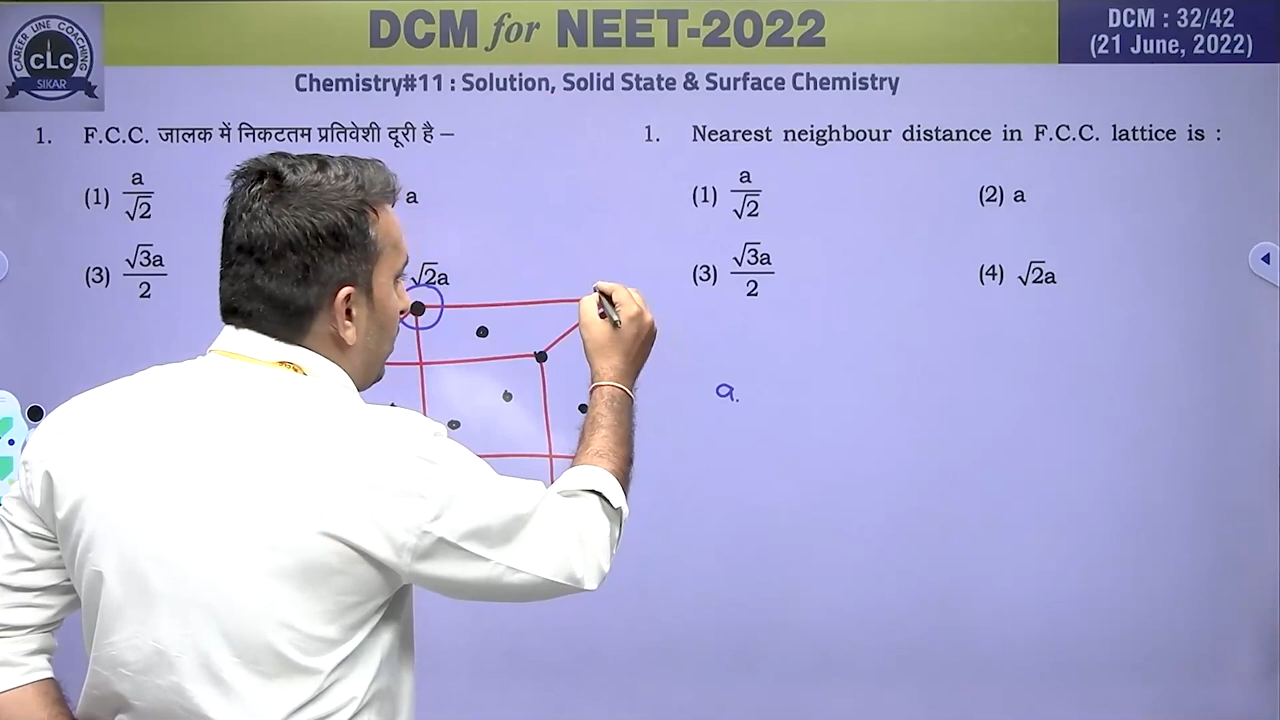 CAREER LINE COACHING
CLC
SIKAR
DCM for NEET-2022
DCM : 32/42
(21 June, 2022)
Chemistry#11 : Solution, Solid State & Surface Chemistry
1. F.C.C. जालक में निकटतम प्रतिवेशी दूरी है –
(1) a/√2
a
(3) √3a/2
√2a
1. Nearest neighbour distance in F.C.C. lattice is :
(1) a/√2 (2) a
(3) √3a/2 (4) √2a
a.